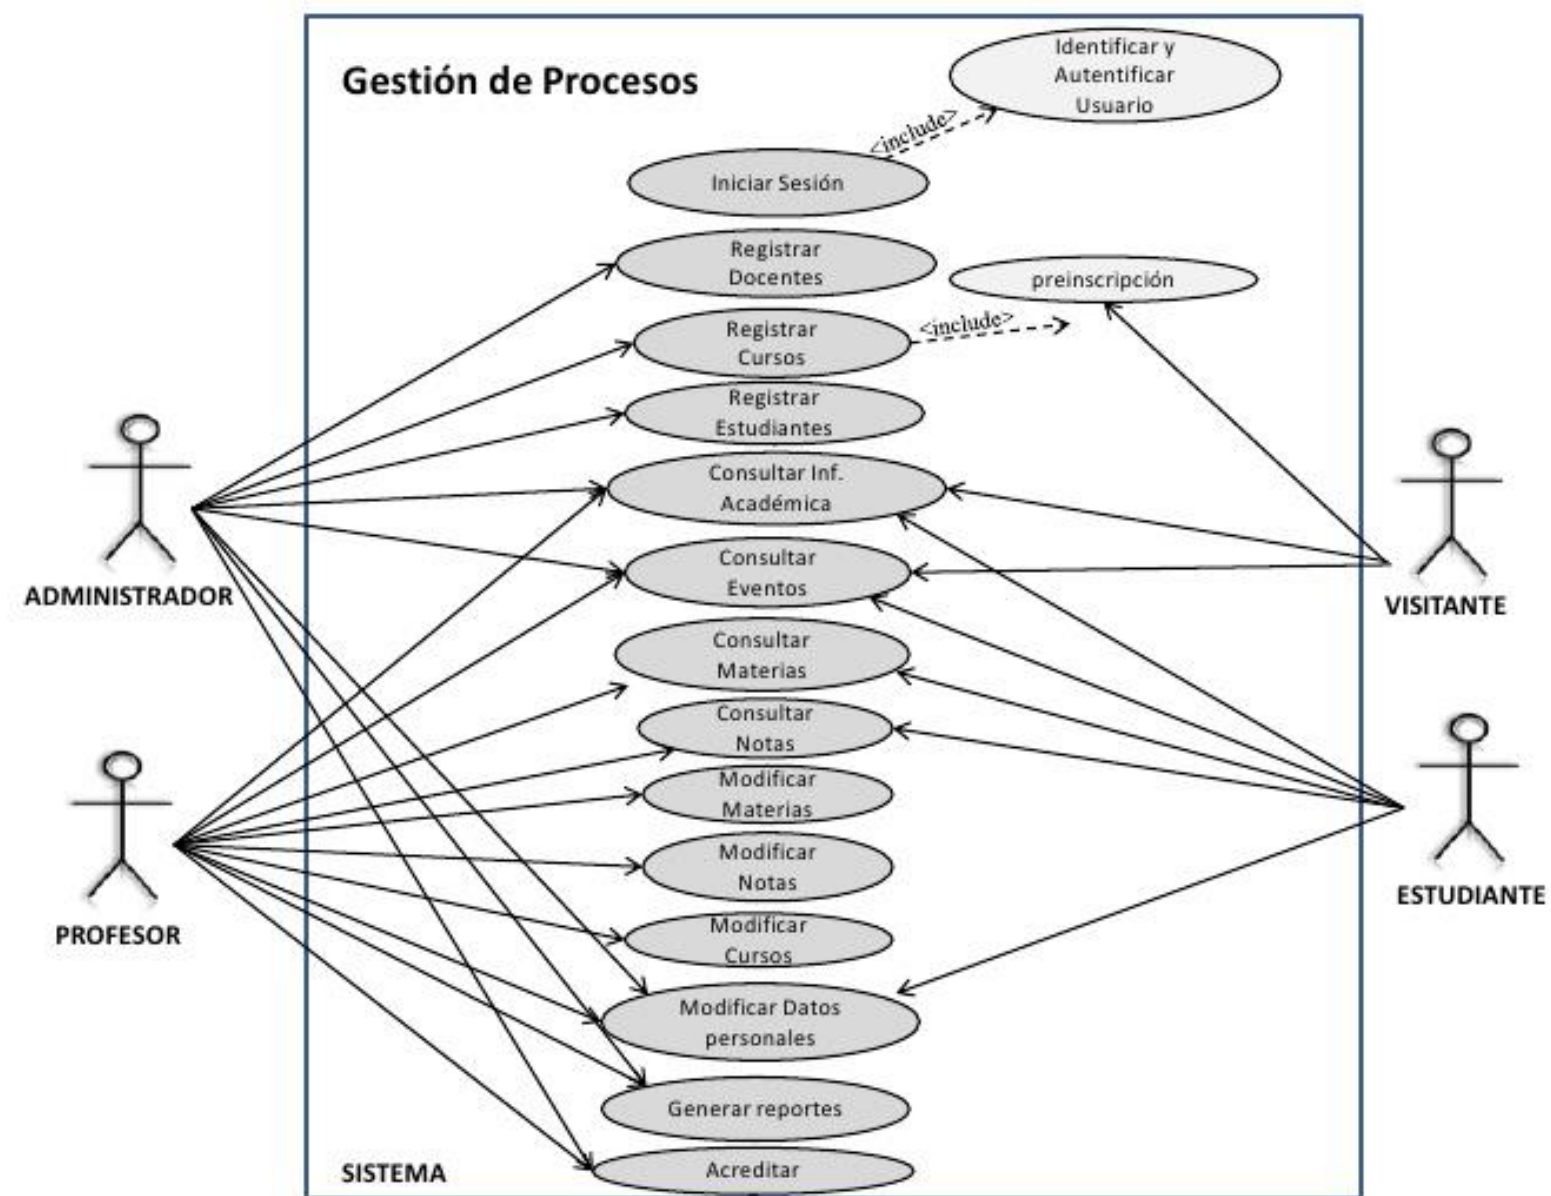 Gestión de Procesos
Identificar y
Autentificar
Usuario
<include>
Iniciar Sesión
Registrar
Docentes
preinscripción
<include>
Registrar
Cursos
Registrar
Estudiantes
Consultar Inf.
Académica
Consultar
Eventos
ADMINISTRADOR
VISITANTE
Consultar
Materias
Consultar
Notas
Modificar
Materias
Modificar
Notas
ESTUDIANTE
PROFESOR
Modificar
Cursos
Modificar Datos
personales
Generar reportes
Acreditar
SISTEMA